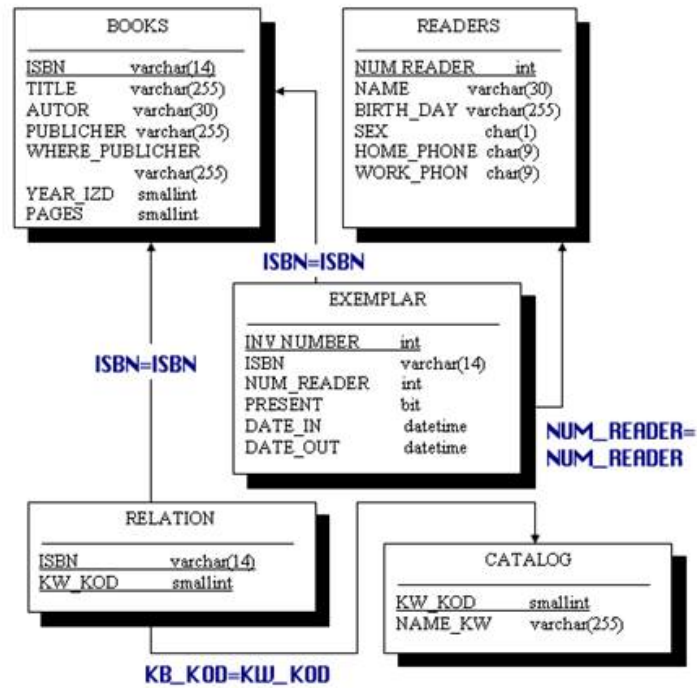 BOOKS
ISBN varchar(14)
TITLE varchar(255)
AUTOR varchar(30)
PUBLICHER varchar(255)
WHERE_PUBLICHER
varchar(255)
YEAR_IZD smallint
PAGES smallint
READERS
NUM READER int
NAME varchar(30)
BIRTH_DAY varchar(255)
SEX char(1)
HOME_PHONE char(9)
WORK_PHON char(9)
ISBN=ISBN
EXEMPLAR
INV NUMBER int
ISBN varchar(14)
NUM_READER int
PRESENT bit
DATE_IN datetime
DATE_OUT datetime
ISBN=ISBN
NUM_READER=
NUM_READER
RELATION
ISBN varchar(14)
KW_KOD smallint
CATALOG
KW_KOD smallint
NAME_KW varchar(255)
KB_KOD=KW_KOD